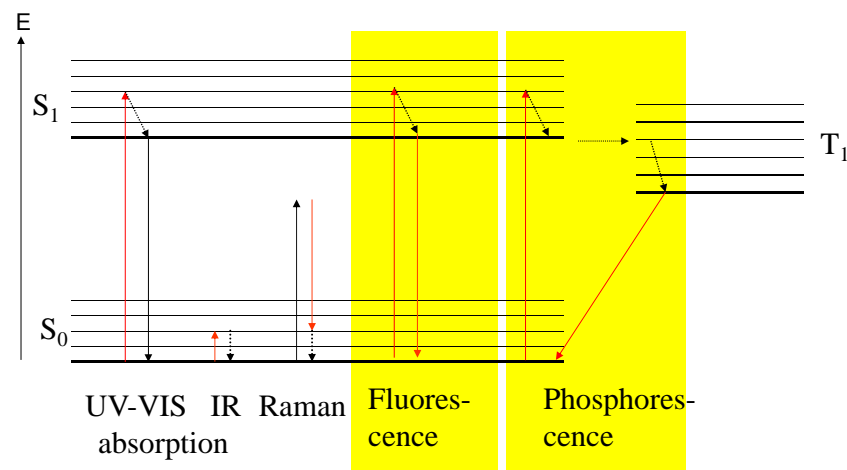 E
S₁
T₁
S₀
UV-VIS IR Raman Fluores-
absorption cence
Phosphores-
cence